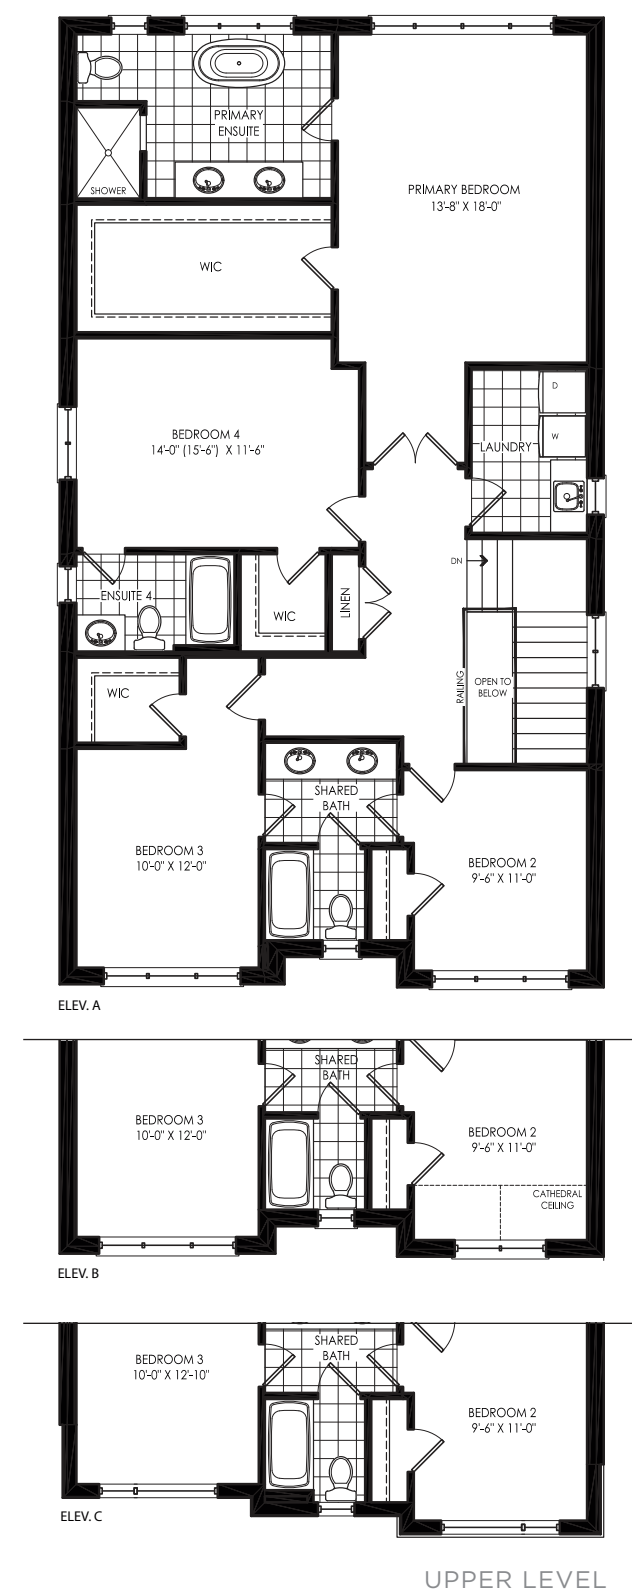 PRIMARY
ENSUITE
SHOWER
PRIMARY BEDROOM
13'-8" X 18'-0"
WIC
BEDROOM 4
14'-0" (15'-6") X 11'-6"
D
W
LAUNDRY
DN
ENSUITE 4
WIC
LINEN
WIC
RAILING
OPEN TO
BELOW
SHARED
BATH
BEDROOM 3
10'-0" X 12'-0"
BEDROOM 2
9'-6" X 11'-0"
ELEV. A
SHARED
BATH
BEDROOM 3
10'-0" X 12'-0"
BEDROOM 2
9'-6" X 11'-0"
CATHEDRAL
CEILING
ELEV. B
SHARED
BATH
BEDROOM 3
10'-0" X 12'-10"
BEDROOM 2
9'-6" X 11'-0"
ELEV. C
UPPER LEVEL